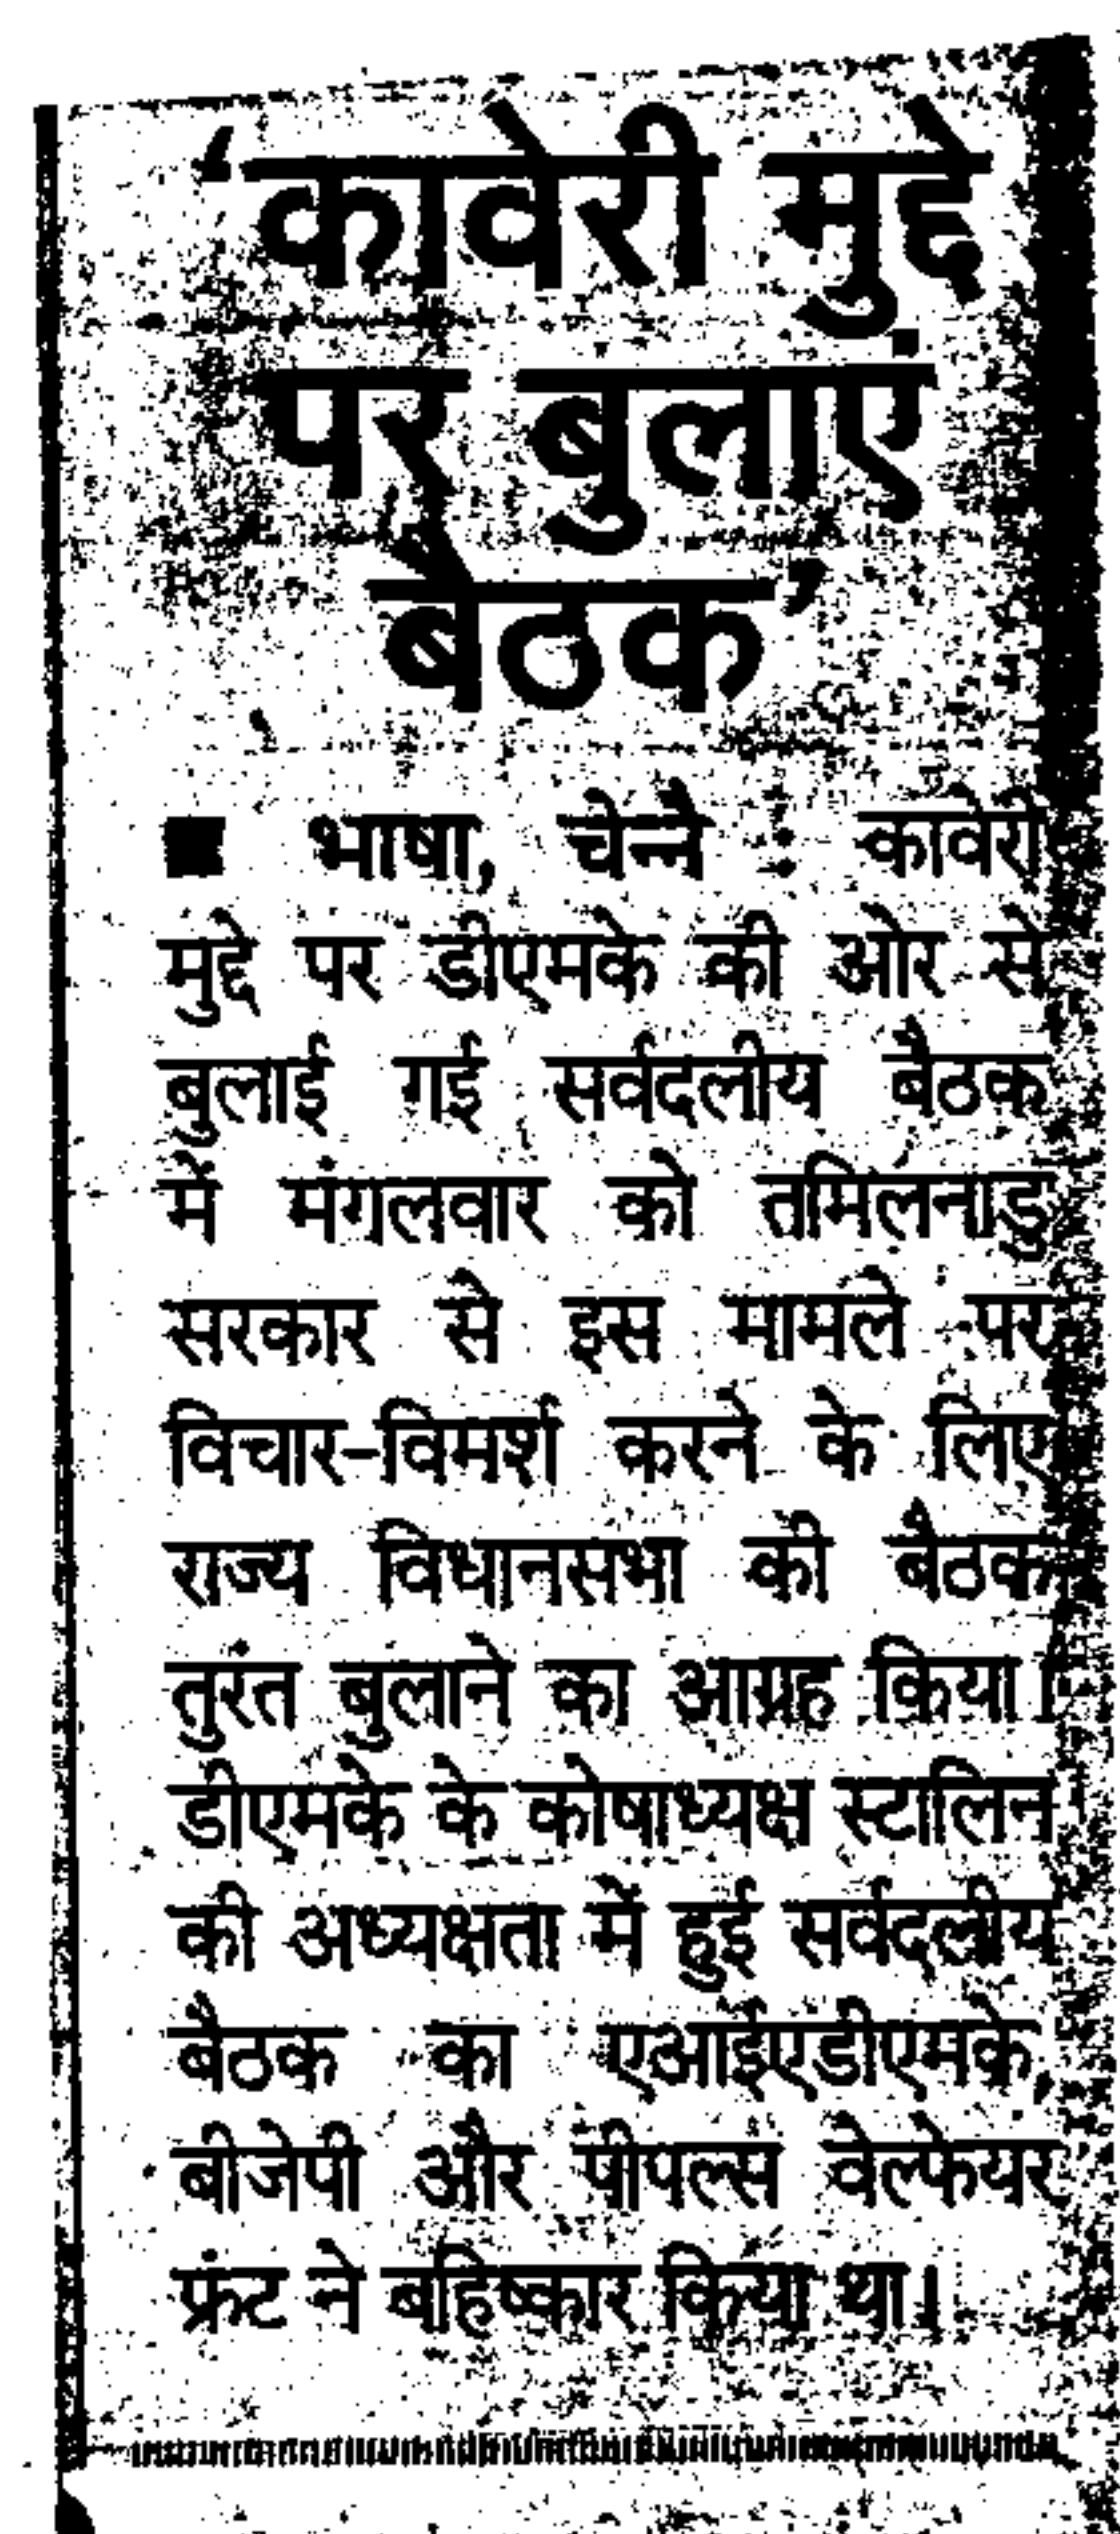 ‘कावेरी मुद्दे
पर बुलाएं
बैठक’
■ भाषा, चेन्नै : कावेरी
मुद्दे पर डीएमके की ओर से
बुलाई गई सर्वदलीय बैठक
में मंगलवार को तमिलनाडु
सरकार से इस मामले पर
विचार-विमर्श करने के लिए
राज्य विधानसभा की बैठक
तुरंत बुलाने का आग्रह किया।
डीएमके के कोषाध्यक्ष स्टालिन
की अध्यक्षता में हुई सर्वदलीय
बैठक का एआईएडीएमके,
बीजेपी और पीपल्स वेल्फेयर
फ्रंट ने बहिष्कार किया था।